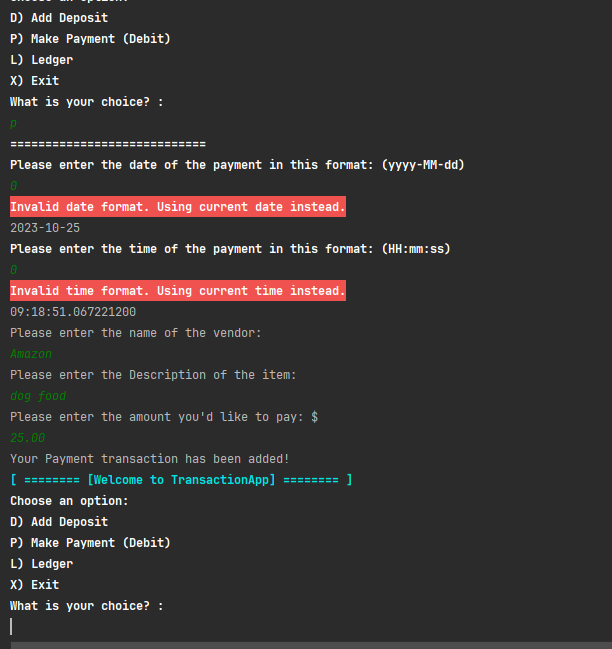 D) Add Deposit
P) Make Payment (Debit)
L) Ledger
X) Exit
What is your choice? :
p
============================
Please enter the date of the payment in this format: (yyyy-MM-dd)
0
Invalid date format. Using current date instead.
2023-10-25
Please enter the time of the payment in this format: (HH:mm:ss)
0
Invalid time format. Using current time instead.
09:18:51.067221200
Please enter the name of the vendor:
Amazon
Please enter the Description of the item:
dog food
Please enter the amount you'd like to pay: $
25.00
Your Payment transaction has been added!
[ ======== [Welcome to TransactionApp] ======== ]
Choose an option:
D) Add Deposit
P) Make Payment (Debit)
L) Ledger
X) Exit
What is your choice? :